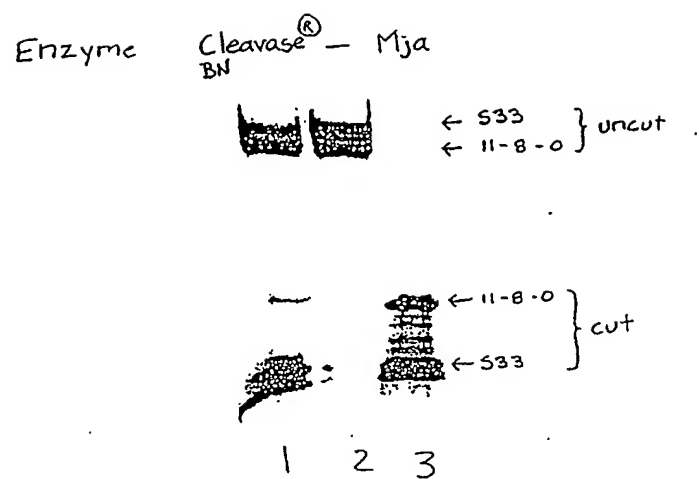 Enzyme Cleavase® — Mja
BN
← S33
← 11-8-0
} uncut
← 11-8-0
← S33
} cut
1 2 3